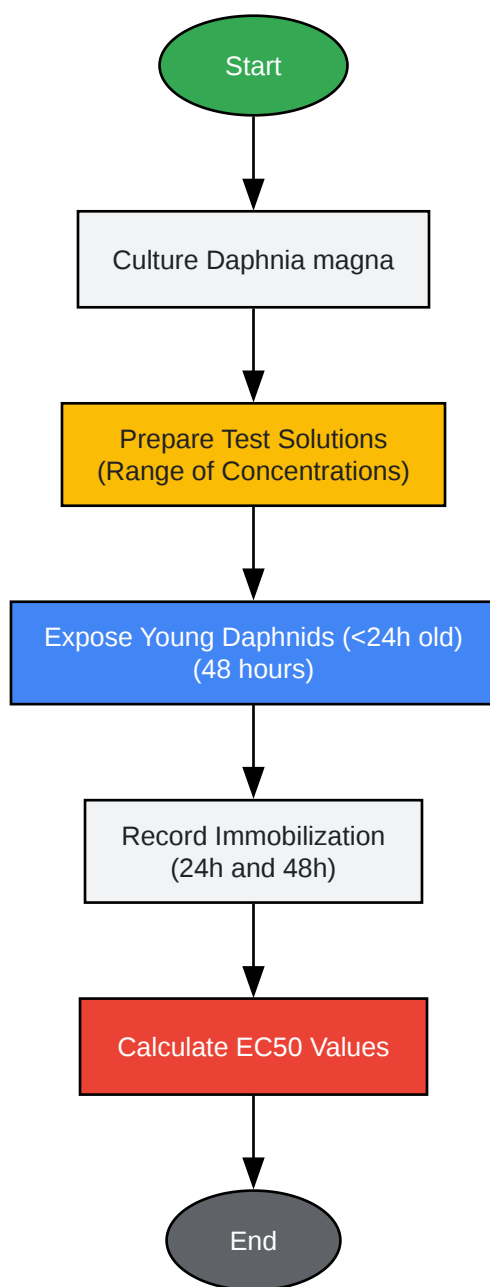 Start
Culture Daphnia magna
Prepare Test Solutions
(Range of Concentrations)
Expose Young Daphnids (<24h old)
(48 hours)
Record Immobilization
(24h and 48h)
Calculate EC50 Values
End